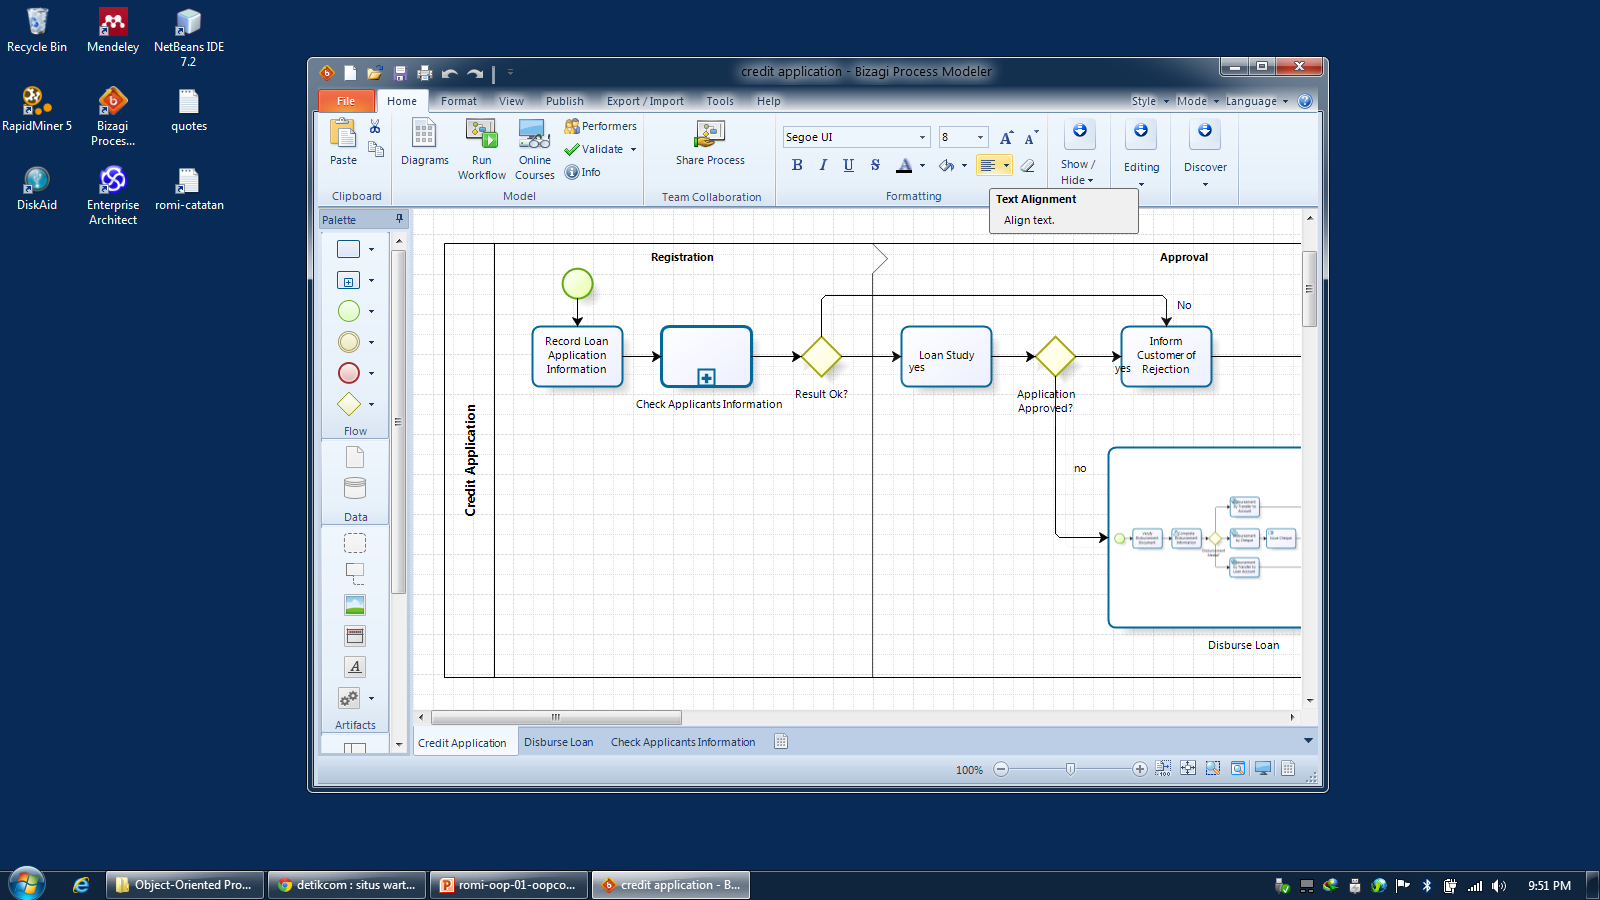 Recycle Bin
Mendeley
NetBeans IDE
7.2
RapidMiner 5
Bizagi
Proces...
quotes
DiskAid
Enterprise
Architect
romi-catatan
credit application - Bizagi Process Modeler
File
Home
Format
View
Publish
Export / Import
Tools
Help
Style
Mode
Language
Paste
Clipboard
Diagrams
Run
Workflow
Online
Courses
Performers
Validate
Info
Model
Share Process
Team Collaboration
Segoe UI
8
B
I
U
S
A
A
A
Formatting
Show /
Hide
Editing
Discover
Text Alignment
Align text.
Palette
Flow
Data
A
Artifacts
Credit Application
Registration
Approval
Record Loan
Application
Information
Check Applicants Information
Result Ok?
Loan Study
yes
Application
Approved?
No
yes
Inform
Customer of
Rejection
no
Disburse Loan
Credit Application
Disburse Loan
Check Applicants Information
100%
Object-Oriented Pro...
detikcom : situs wart...
romi-oop-01-oopco...
credit application - B...
9:51 PM